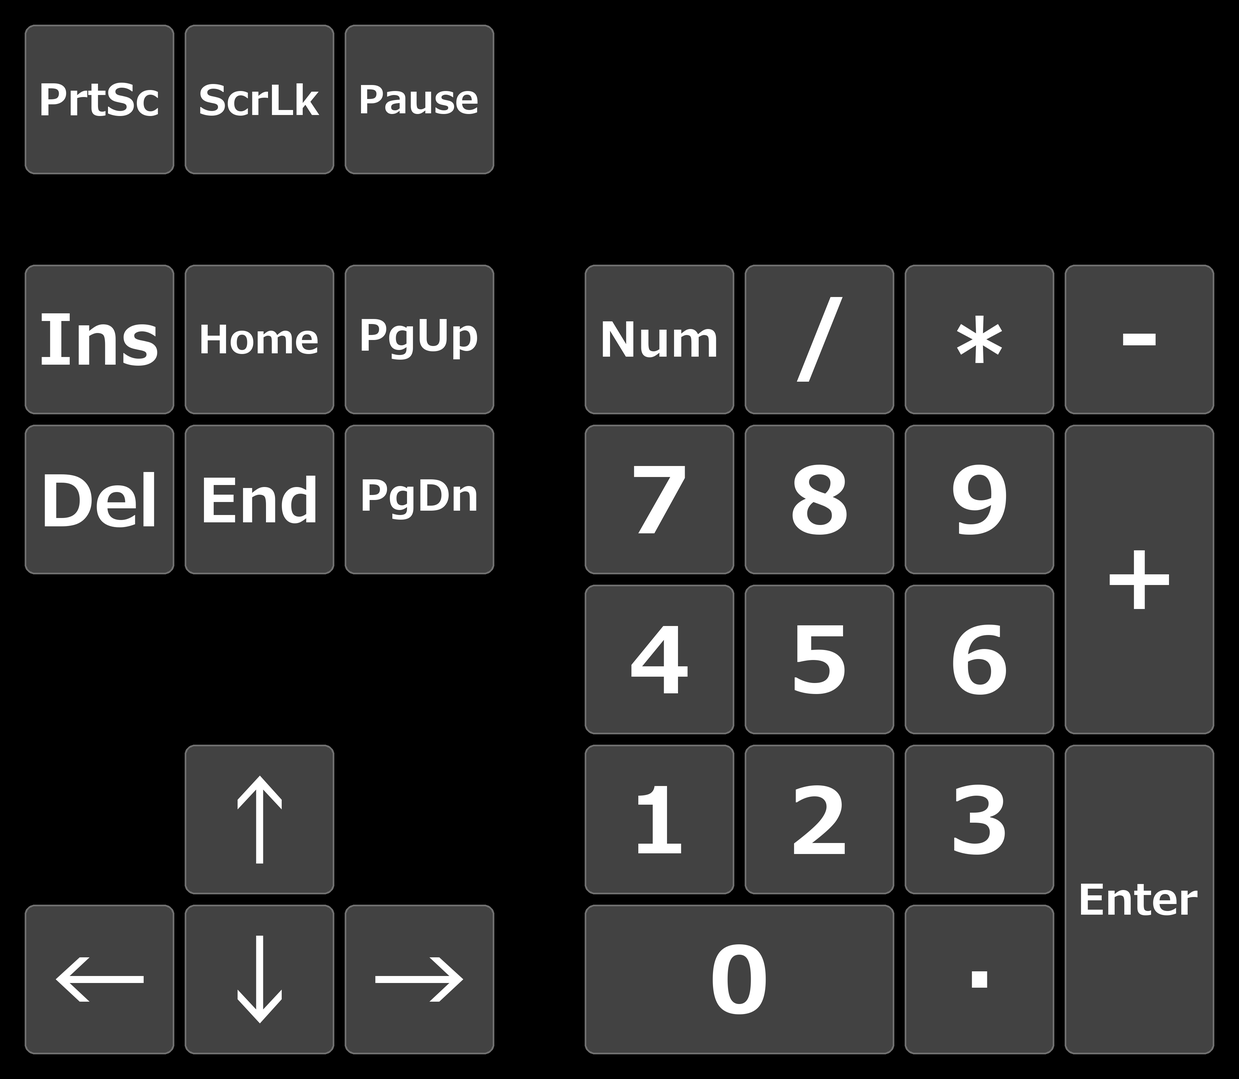 PrtSc ScrLk Pause
Ins Home PgUp Num / * -
Del End PgDn 7 8 9 +
4 5 6
↑ 1 2 3 Enter
← ↓ → 0 .